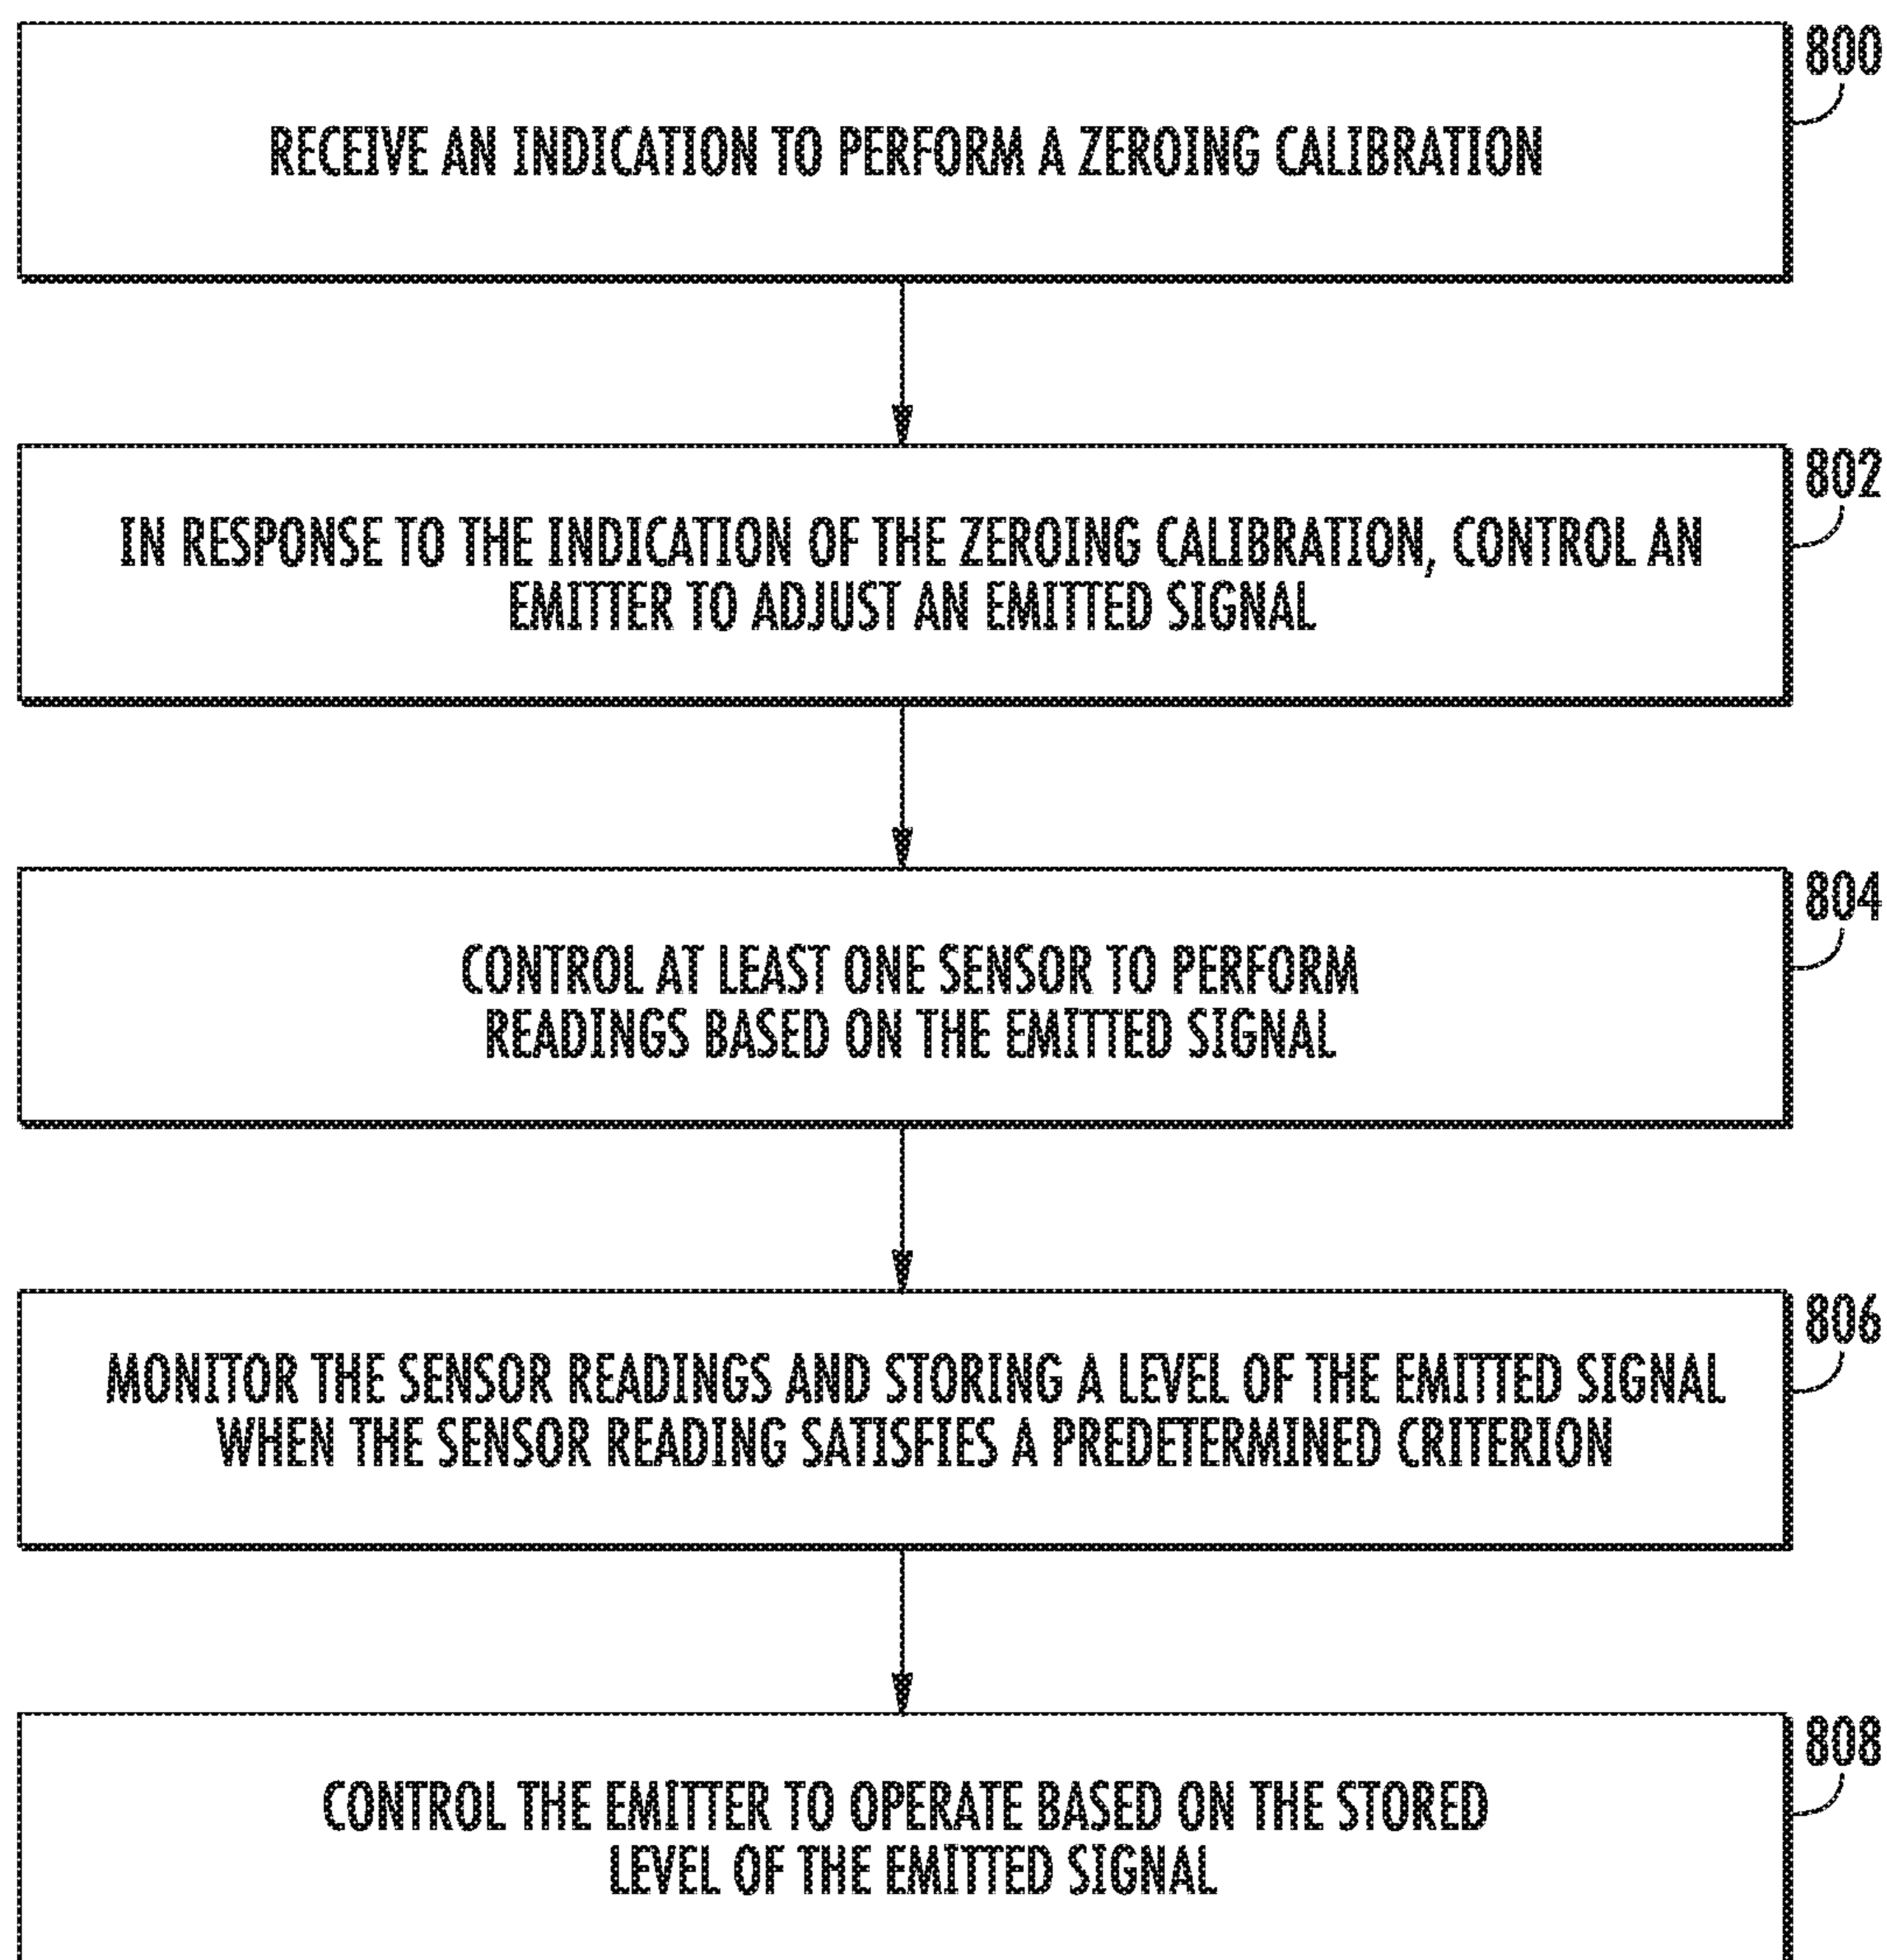 800
RECEIVE AN INDICATION TO PERFORM A ZEROING CALIBRATION
802
IN RESPONSE TO THE INDICATION OF THE ZEROING CALIBRATION, CONTROL AN
EMITTER TO ADJUST AN EMITTED SIGNAL
804
CONTROL AT LEAST ONE SENSOR TO PERFORM
READINGS BASED ON THE EMITTED SIGNAL
806
MONITOR THE SENSOR READINGS AND STORING A LEVEL OF THE EMITTED SIGNAL
WHEN THE SENSOR READING SATISFIES A PREDETERMINED CRITERION
808
CONTROL THE EMITTER TO OPERATE BASED ON THE STORED
LEVEL OF THE EMITTED SIGNAL